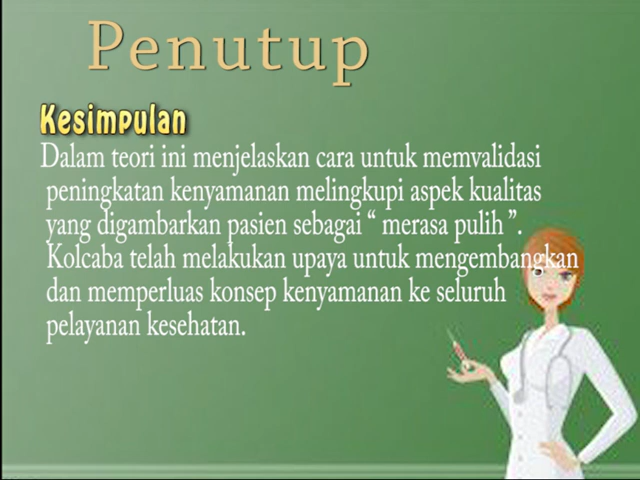 Penutup
Kesimpulan
Dalam teori ini menjelaskan cara untuk memvalidasi
peningkatan kenyamanan melingkupi aspek kualitas
yang digambarkan pasien sebagai “ merasa pulih ”.
Kolcaba telah melakukan upaya untuk mengembangkan
dan memperluas konsep kenyamanan ke seluruh
pelayanan kesehatan.